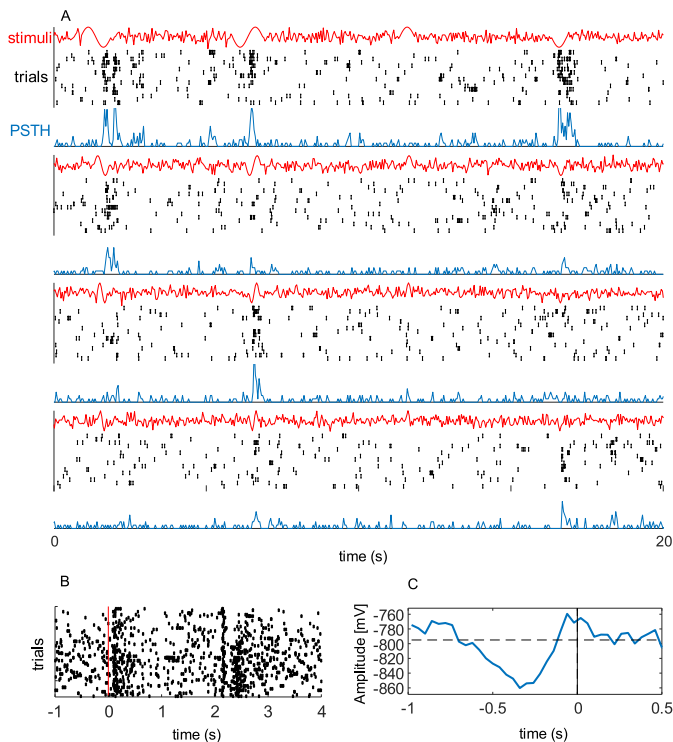 A
stimuli
trials
PSTH
0 20
time (s)
B
trials
-1 0 1 2 3 4
time (s)
C
Amplitude [mV]
-760
-780
-800
-820
-840
-860
-1 -0.5 0 0.5
time (s)